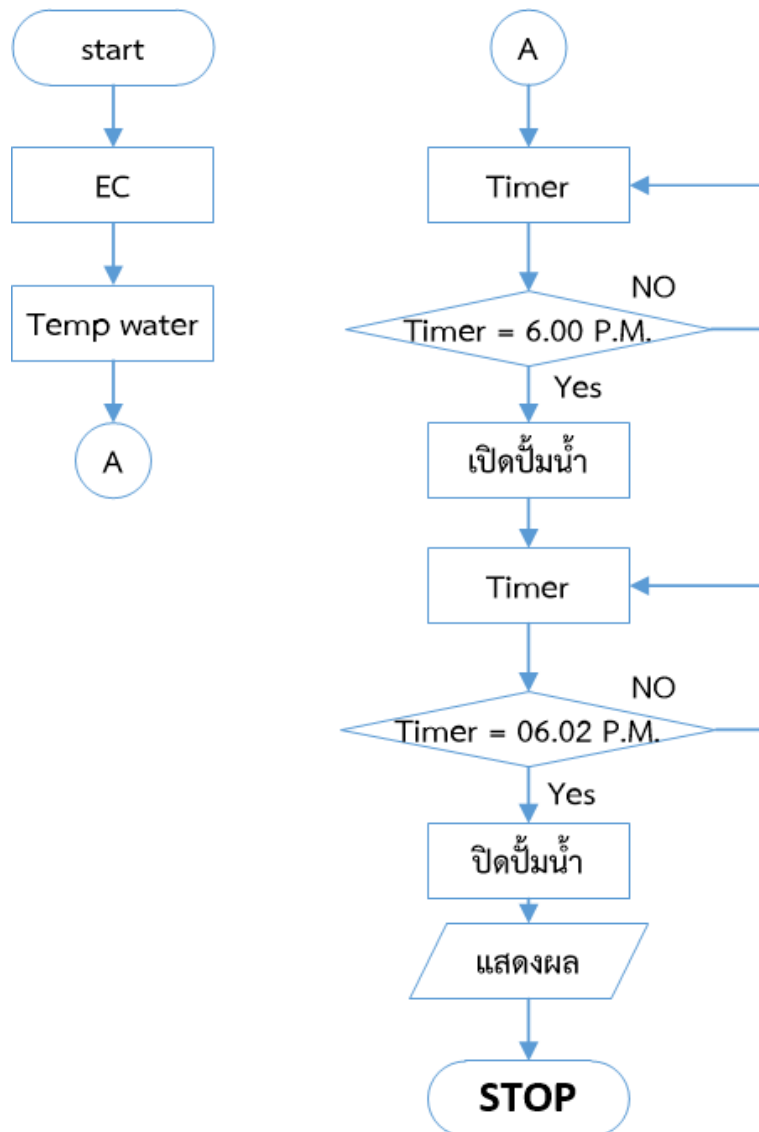 start
EC
Temp water
A
A
Timer
NO
Timer = 6.00 P.M.
Yes
เปิดปั้มน้ำ
Timer
NO
Timer = 06.02 P.M.
Yes
ปิดปั้มน้ำ
แสดงผล
STOP